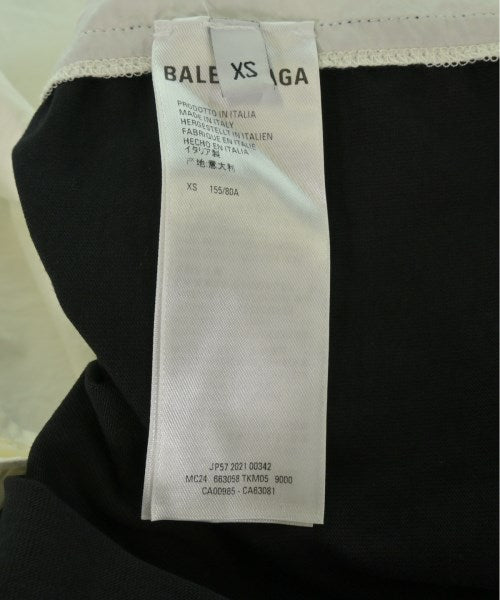 XS
BALE AGA
PRODOTTO IN ITALIA
MADE IN ITALY
HERGESTELLT IN ITALIEN
FABRIQUÉ EN ITALIE
HECHO EN ITALIA
イタリア製
产地:意大利
XS 155/80A
JP57 2021 00342
MC24 663058 TKM05 9000
CA00985 - CA63081